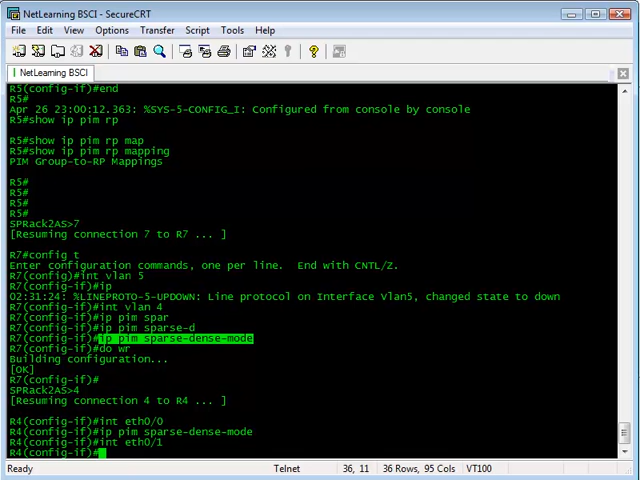 NetLearning BSCI - SecureCRT
File Edit View Options Transfer Script Tools Help
NetLearning BSCI
R5(config-if)#end
R5#
Apr 26 23:00:12.363: %SYS-5-CONFIG_I: Configured from console by console
R5#show ip pim rp

R5#show ip pim rp map
R5#show ip pim rp mapping
PIM Group-to-RP Mappings

R5#
R5#
R5#
R5#
SPRack2AS>7
[Resuming connection 7 to R7 ... ]

R7#config t
Enter configuration commands, one per line.  End with CNTL/Z.
R7(config)#int vlan 5
R7(config-if)#ip
02:31:24: %LINEPROTO-5-UPDOWN: Line protocol on Interface Vlan5, changed state to down
R7(config-if)#int vlan 4
R7(config-if)#ip pim spar
R7(config-if)#ip pim sparse-d
R7(config-if)#ip pim sparse-dense-mode
R7(config-if)#do wr
Building configuration...
[OK]
R7(config-if)#
SPRack2AS>4
[Resuming connection 4 to R4 ... ]

R4(config-if)#int eth0/0
R4(config-if)#ip pim sparse-dense-mode
R4(config-if)#int eth0/1
R4(config-if)#
Ready Telnet 36, 11 36 Rows, 95 Cols VT100